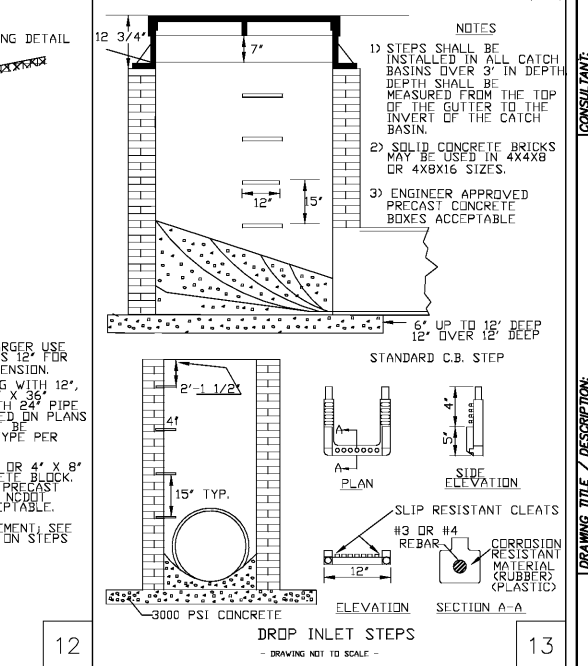 NG DETAIL
12 3/4"
7"
12"
15"
NOTES
1) STEPS SHALL BE
INSTALLED IN ALL CATCH
BASINS OVER 3' IN DEPTH.
DEPTH SHALL BE
MEASURED FROM THE TOP
OF THE GUTTER TO THE
INVERT OF THE CATCH
BASIN.
2) SOLID CONCRETE BRICKS
MAY BE USED IN 4X4X8
OR 4X8X16 SIZES.
3) ENGINEER APPROVED
PRECAST CONCRETE
BOXES ACCEPTABLE
6" UP TO 12' DEEP
12" OVER 12' DEEP
ARGER USE
S 12" FOR
ENSION.
G WITH 12",
X 36"
TH 24" PIPE
ED ON PLANS
BE
YPE PER
OR 4" X 8"
ETE BLOCK.
PRECAST
NCDOT
EPTABLE.
EMENT; SEE
ON STEPS
2'-1 1/2"
4"
15" TYP.
3000 PSI CONCRETE
STANDARD C.B. STEP
A
A
PLAN
4"
5"
SIDE
ELEVATION
SLIP RESISTANT CLEATS
12"
ELEVATION
#3 OR #4
REBAR
CORROSION
RESISTANT
MATERIAL
(RUBBER)
(PLASTIC)
SECTION A-A
DROP INLET STEPS
- DRAWING NOT TO SCALE -
12
13
CONSULTANT:
DRAWING TITLE / DESCRIPTION: